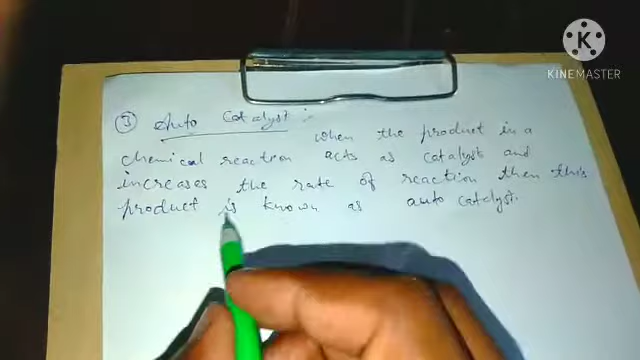 ③ Auto Catalyst :-
when the product in a
chemical reaction acts as catalyst and
increases the rate of reaction then this
product is known as auto catalyst.
K
KINEMASTER